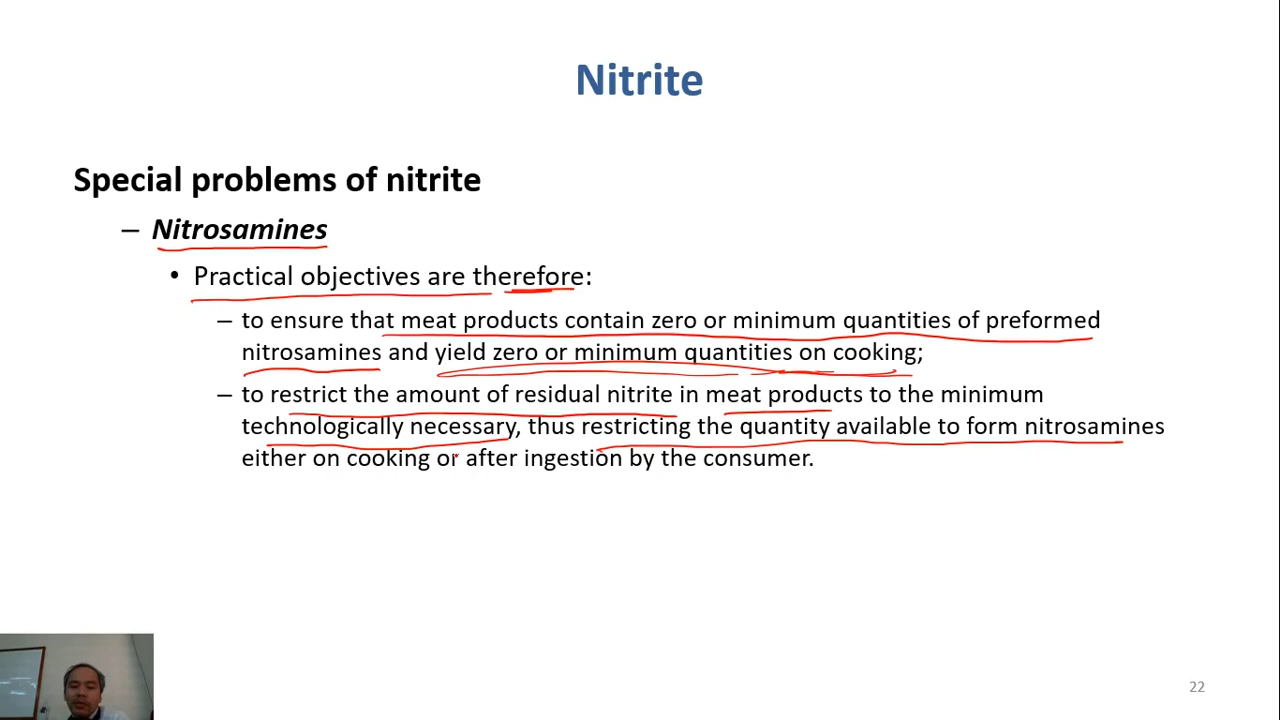 Nitrite
Special problems of nitrite
– Nitrosamines
• Practical objectives are therefore:
– to ensure that meat products contain zero or minimum quantities of preformed
nitrosamines and yield zero or minimum quantities on cooking;
– to restrict the amount of residual nitrite in meat products to the minimum
technologically necessary, thus restricting the quantity available to form nitrosamines
either on cooking or after ingestion by the consumer.
22